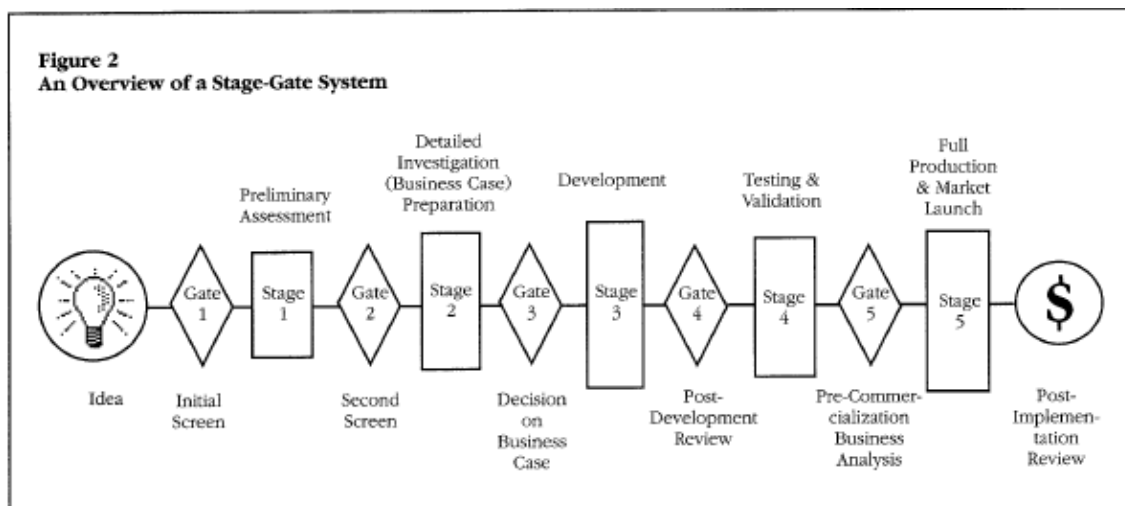 Figure 2
An Overview of a Stage-Gate System
Preliminary
Assessment
Detailed
Investigation
(Business Case)
Preparation
Development
Testing &
Validation
Full
Production
& Market
Launch
Gate
1
Stage
1
Gate
2
Stage
2
Gate
3
Stage
3
Gate
4
Stage
4
Gate
5
Stage
5
$
Idea
Initial
Screen
Second
Screen
Decision
on
Business
Case
Post-
Development
Review
Pre-Commer-
cialization
Business
Analysis
Post-
Implemen-
tation
Review